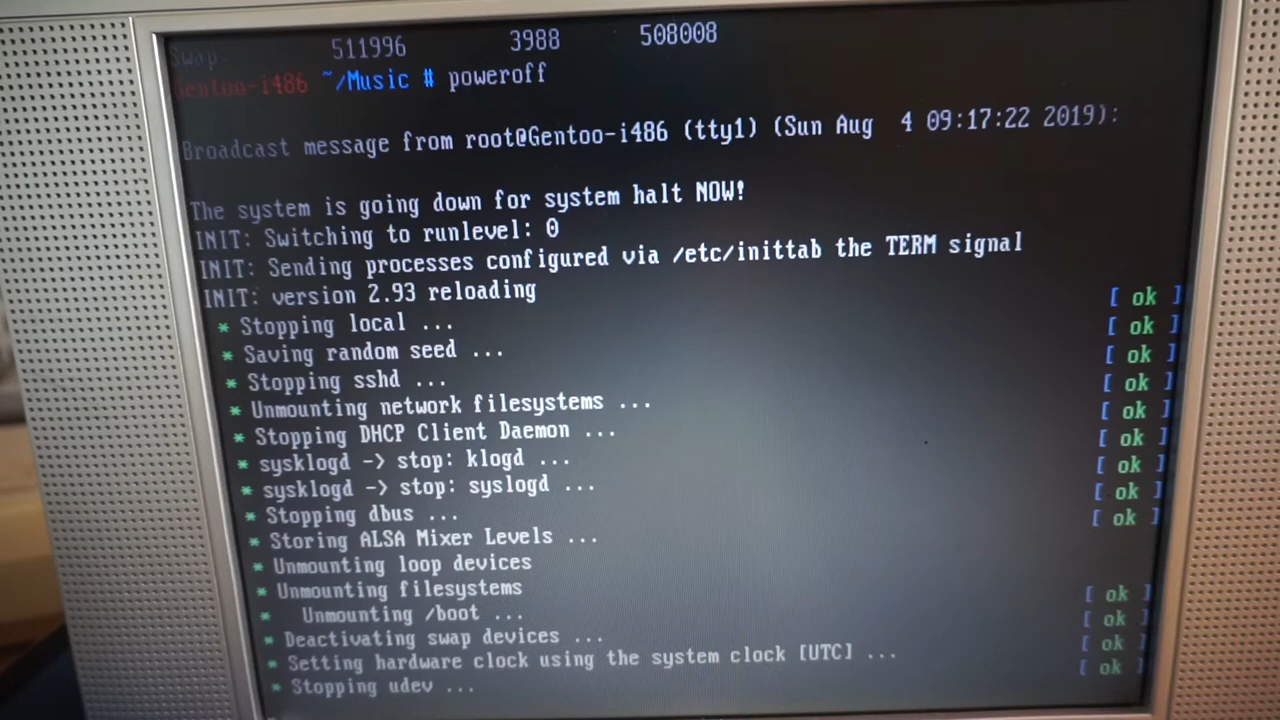 Swap: 511996 3988 508008
Gentoo-i486 ~/Music # poweroff
Broadcast message from root@Gentoo-i486 (tty1) (Sun Aug  4 09:17:22 2019):
The system is going down for system halt NOW!
INIT: Switching to runlevel: 0
INIT: Sending processes configured via /etc/inittab the TERM signal
INIT: version 2.93 reloading
* Stopping local ... [ ok ]
* Saving random seed ... [ ok ]
* Stopping sshd ... [ ok ]
* Unmounting network filesystems ... [ ok ]
* Stopping DHCP Client Daemon ... [ ok ]
* sysklogd -> stop: klogd ... [ ok ]
* sysklogd -> stop: syslogd ... [ ok ]
* Stopping dbus ... [ ok ]
* Storing ALSA Mixer Levels ... [ ok ]
* Unmounting loop devices
* Unmounting filesystems
*   Unmounting /boot ... [ ok ]
* Deactivating swap devices ... [ ok ]
* Setting hardware clock using the system clock [UTC] ... [ ok ]
* Stopping udev ... [ ok ]